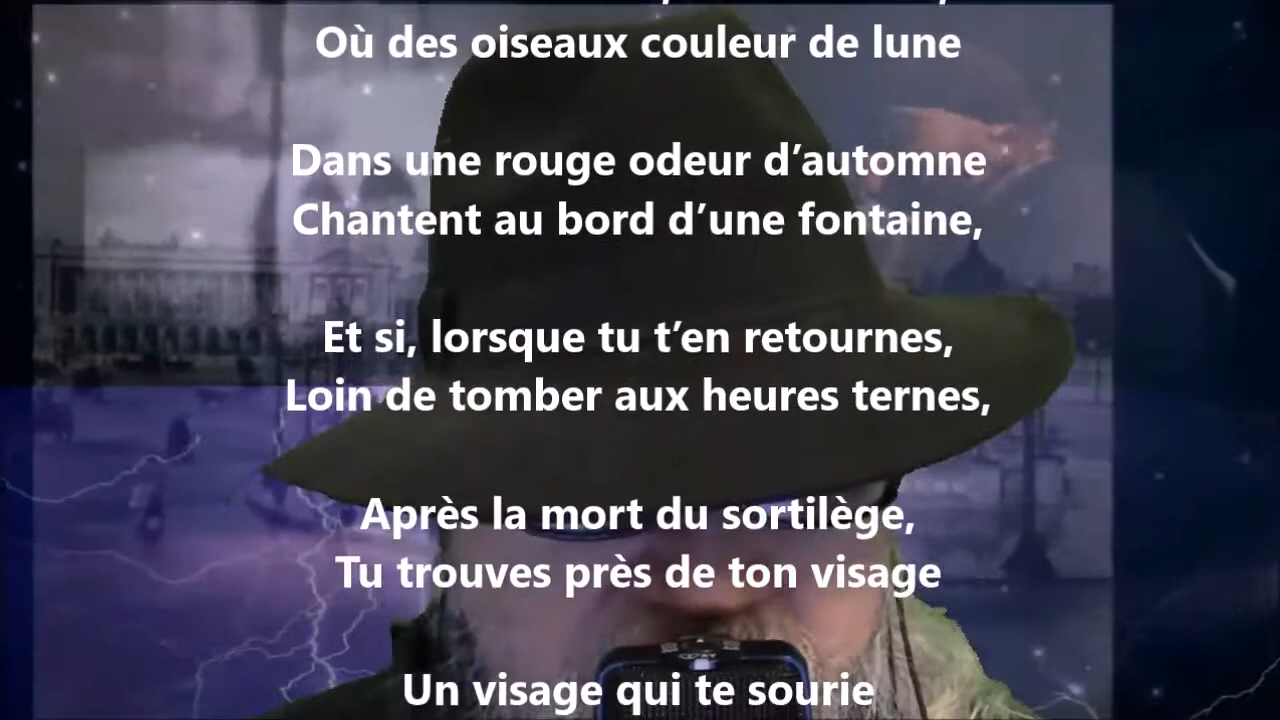 Où des oiseaux couleur de lune
Dans une rouge odeur d’automne
Chantent au bord d’une fontaine,
Et si, lorsque tu t’en retournes,
Loin de tomber aux heures ternes,
Après la mort du sortilège,
Tu trouves près de ton visage
Un visage qui te sourie